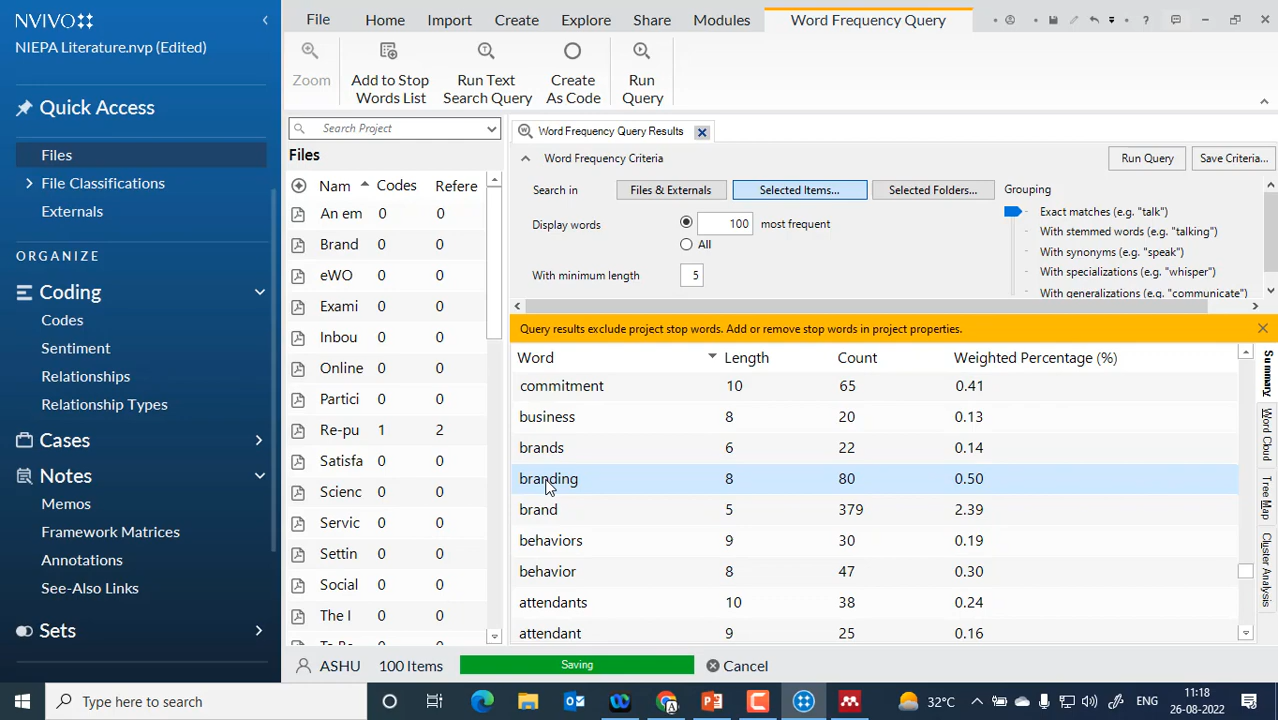 NVIVO
NIEPA Literature.nvp (Edited)
Quick Access
Files
File Classifications
Externals
ORGANIZE
Coding
Codes
Sentiment
Relationships
Relationship Types
Cases
Notes
Memos
Framework Matrices
Annotations
See-Also Links
Sets
File Home Import Create Explore Share Modules Word Frequency Query
Zoom
Add to Stop Words List
Run Text Search Query
Create As Code
Run Query
Search Project
Files
Nam Codes Refere
An em 0 0
Brand 0 0
eWO 0 0
Exami 0 0
Inbou 0 0
Online 0 0
Partici 0 0
Re-pu 1 2
Satisfa 0 0
Scienc 0 0
Servic 0 0
Settin 0 0
Social 0 0
The I 0 0
Word Frequency Query Results
Word Frequency Criteria
Run Query Save Criteria...
Search in Files & Externals Selected Items... Selected Folders... Grouping
Display words 100 most frequent
All
With minimum length 5
Exact matches (e.g. "talk")
With stemmed words (e.g. "talking")
With synonyms (e.g. "speak")
With specializations (e.g. "whisper")
With generalizations (e.g. "communicate")
Query results exclude project stop words. Add or remove stop words in project properties.
Word Length Count Weighted Percentage (%)
commitment 10 65 0.41
business 8 20 0.13
brands 6 22 0.14
branding 8 80 0.50
brand 5 379 2.39
behaviors 9 30 0.19
behavior 8 47 0.30
attendants 10 38 0.24
attendant 9 25 0.16
Summary
Word Cloud
Tree Map
Cluster Analysis
ASHU 100 Items Saving Cancel
Type here to search
32°C
ENG
11:18
26-08-2022